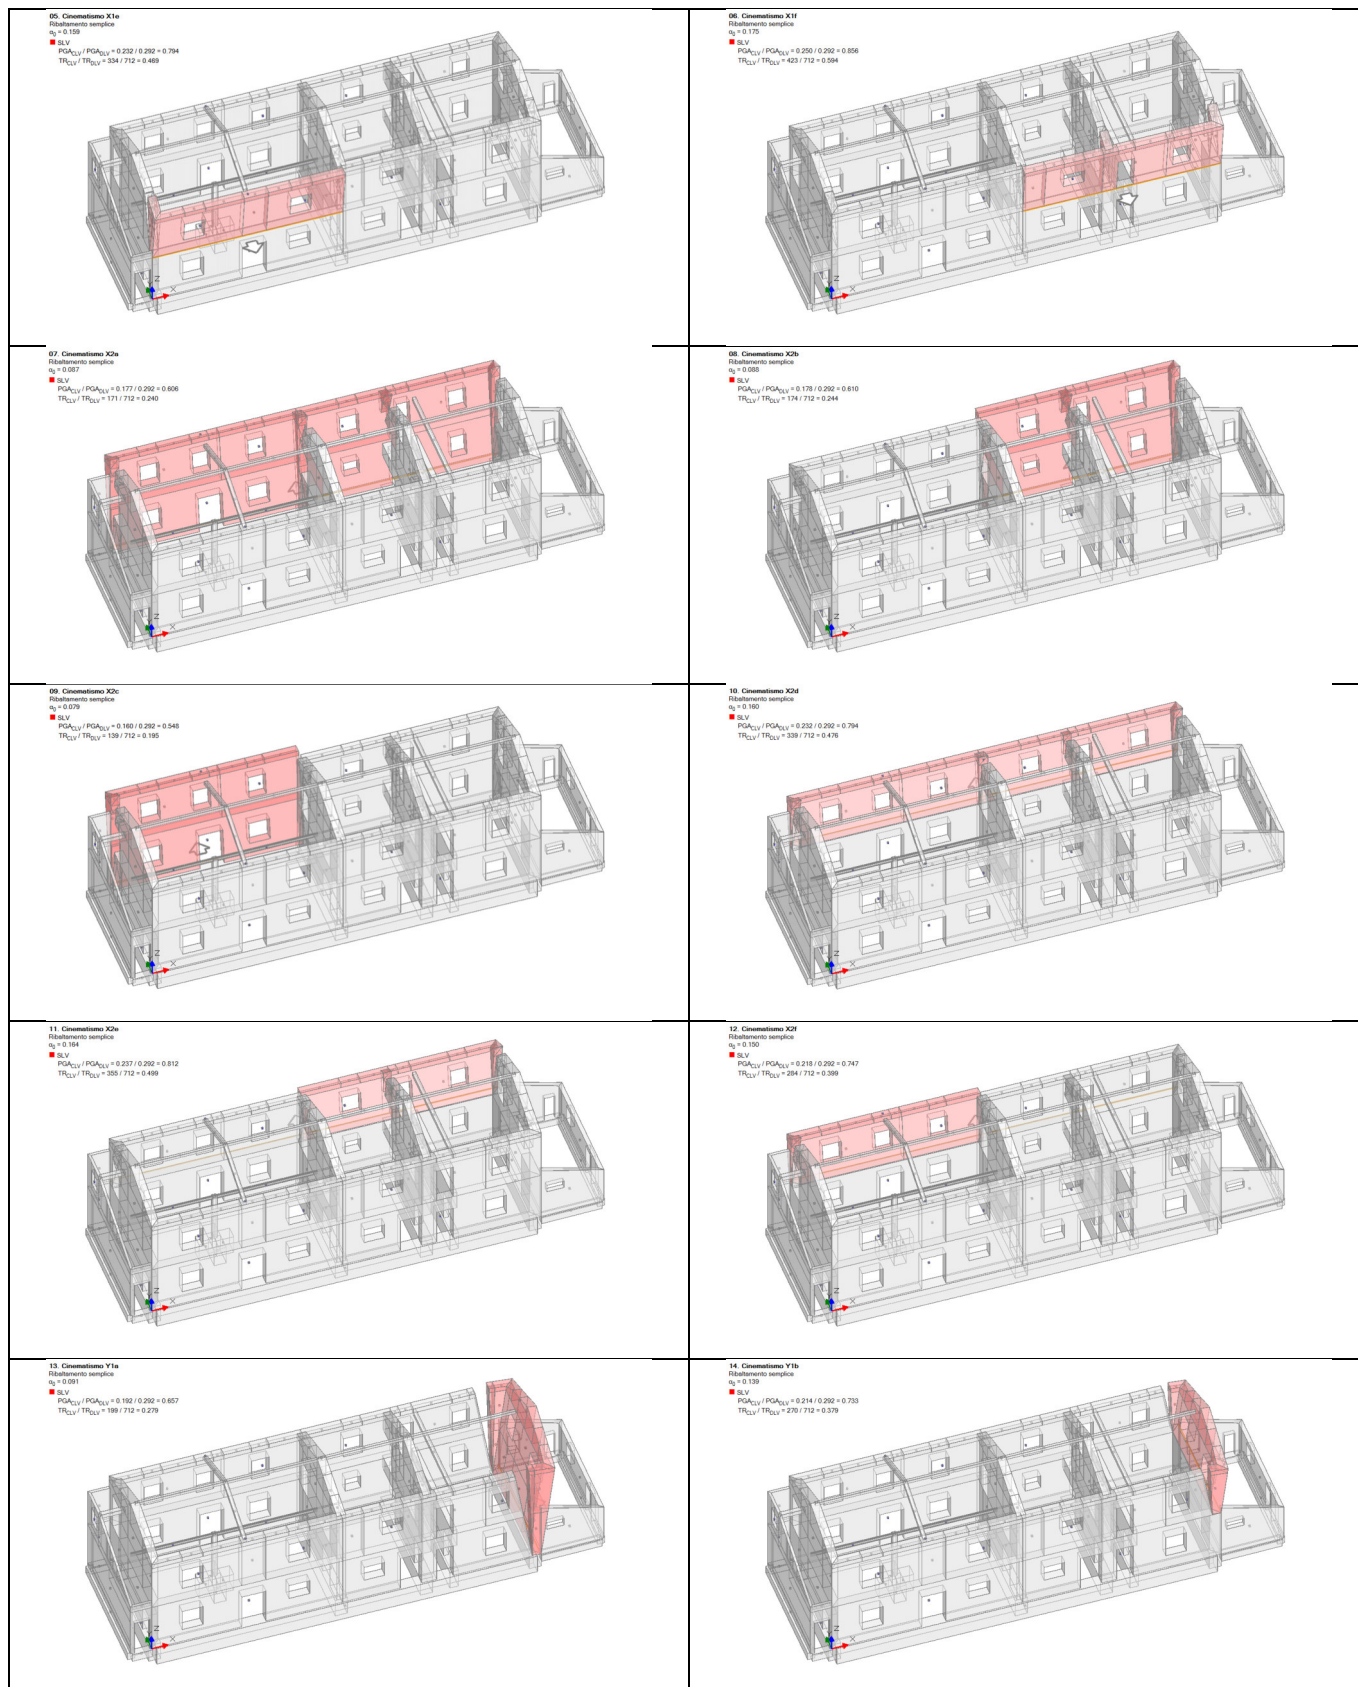 05. Cinematismo X1e
Ribaltamento semplice
α0 = 0.159
SLV
PGACLV / PGADLV = 0.232 / 0.292 = 0.794
TRCLV / TRDLV = 334 / 712 = 0.469
Z
X
06. Cinematismo X1f
Ribaltamento semplice
α0 = 0.175
SLV
PGACLV / PGADLV = 0.250 / 0.292 = 0.856
TRCLV / TRDLV = 423 / 712 = 0.594
Z
X
07. Cinematismo X2a
Ribaltamento semplice
α0 = 0.087
SLV
PGACLV / PGADLV = 0.177 / 0.292 = 0.606
TRCLV / TRDLV = 171 / 712 = 0.240
Z
X
08. Cinematismo X2b
Ribaltamento semplice
α0 = 0.088
SLV
PGACLV / PGADLV = 0.178 / 0.292 = 0.610
TRCLV / TRDLV = 174 / 712 = 0.244
Z
X
09. Cinematismo X2c
Ribaltamento semplice
α0 = 0.079
SLV
PGACLV / PGADLV = 0.160 / 0.292 = 0.548
TRCLV / TRDLV = 139 / 712 = 0.195
Z
X
10. Cinematismo X2d
Ribaltamento semplice
α0 = 0.160
SLV
PGACLV / PGADLV = 0.232 / 0.292 = 0.794
TRCLV / TRDLV = 339 / 712 = 0.476
Z
X
11. Cinematismo X2e
Ribaltamento semplice
α0 = 0.164
SLV
PGACLV / PGADLV = 0.237 / 0.292 = 0.812
TRCLV / TRDLV = 355 / 712 = 0.499
Z
X
12. Cinematismo X2f
Ribaltamento semplice
α0 = 0.150
SLV
PGACLV / PGADLV = 0.218 / 0.292 = 0.747
TRCLV / TRDLV = 284 / 712 = 0.399
Z
X
13. Cinematismo Y1a
Ribaltamento semplice
α0 = 0.091
SLV
PGACLV / PGADLV = 0.192 / 0.292 = 0.657
TRCLV / TRDLV = 199 / 712 = 0.279
Z
X
14. Cinematismo Y1b
Ribaltamento semplice
α0 = 0.139
SLV
PGACLV / PGADLV = 0.214 / 0.292 = 0.733
TRCLV / TRDLV = 270 / 712 = 0.379
Z
X